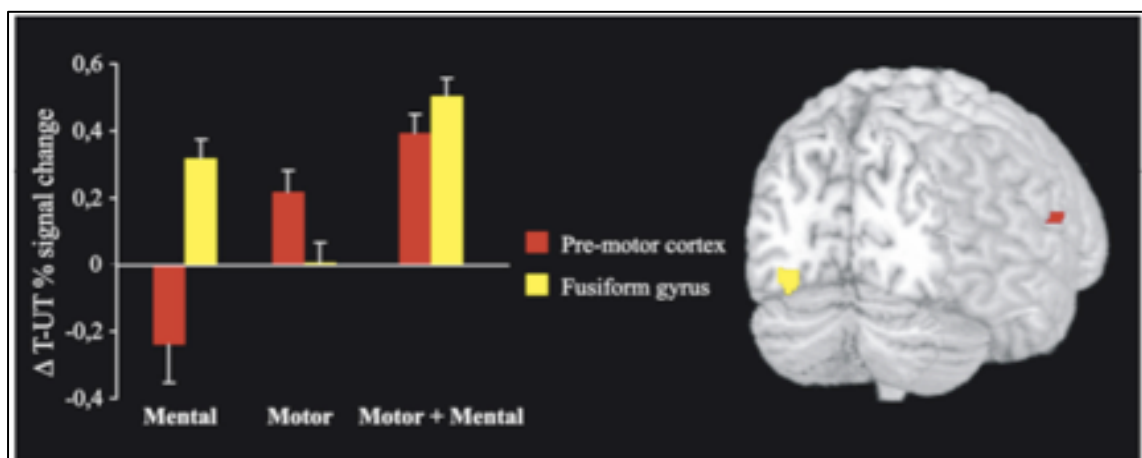 Δ T-UT % signal change
0,6
0,4
0,2
0
-0,2
-0,4
Mental
Motor
Motor + Mental
Pre-motor cortex
Fusiform gyrus